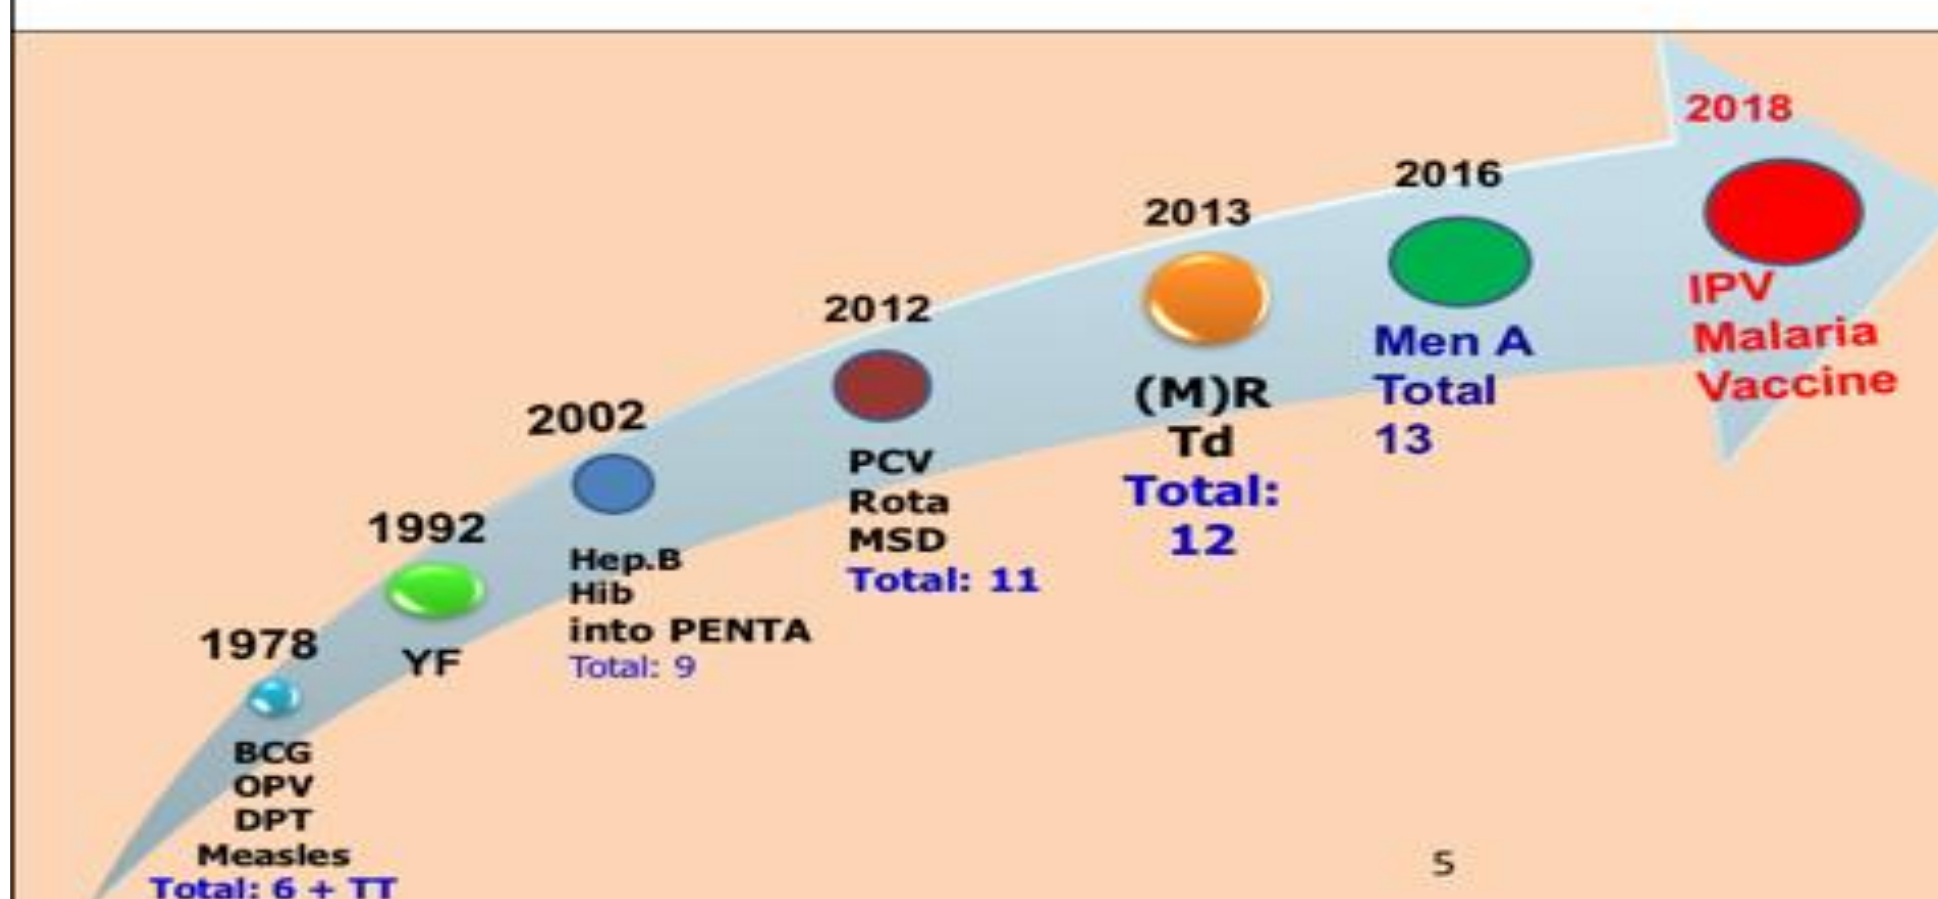 1978
BCG
OPV
DPT
Measles
Total: 6 + TT
1992
YF
2002
Hep.B
Hib
into PENTA
Total: 9
2012
PCV
Rota
MSD
Total: 11
2013
(M)R
Td
Total:
12
2016
Men A
Total
13
2018
IPV
Malaria
Vaccine
5